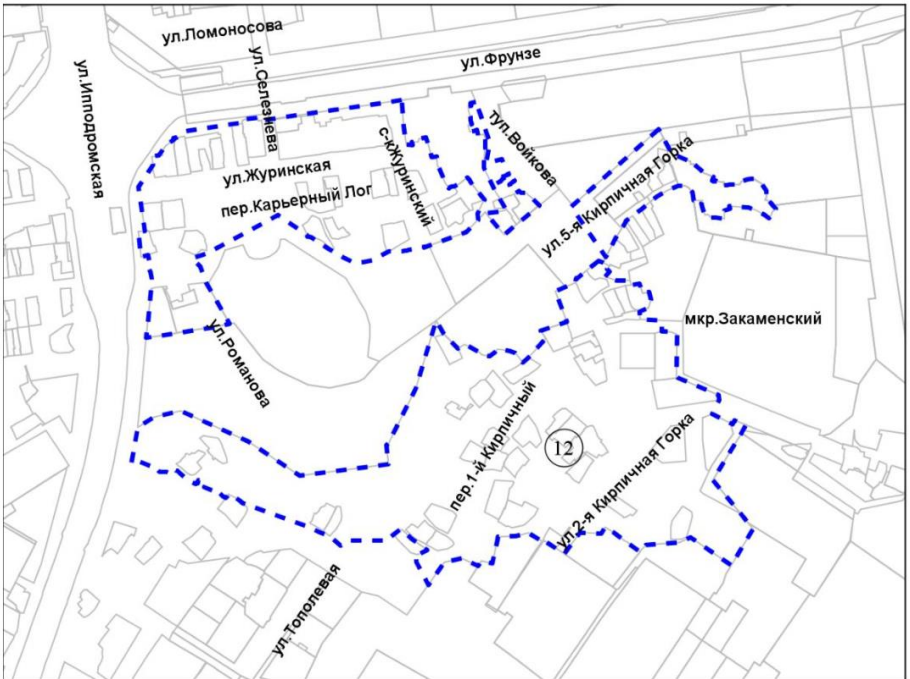 ул.Ломоносова
ул.Фрунзе
ул.Ипподромская
ул.Селезнева
Туп.Войкова
с-кЖуринский
ул.Журинская
пер.Карьерный Лог
ул.5-я Кирпичная Горка
мкр.Закаменский
ул.Романова
пер.1-й Кирпичный
12
ул.2-я Кирпичная Горка
ул.Тополевая